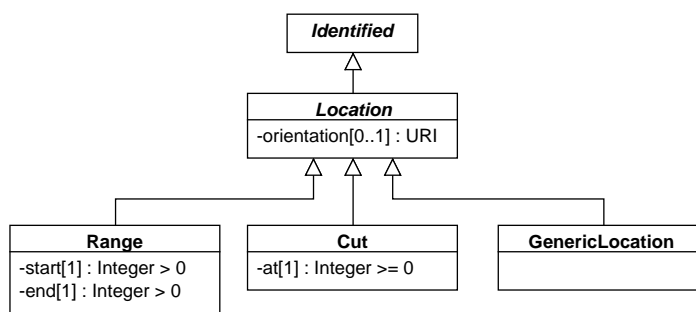 Identified
Location
-orientation[0..1] : URI
Range
-start[1] : Integer > 0
-end[1] : Integer > 0
Cut
-at[1] : Integer >= 0
GenericLocation